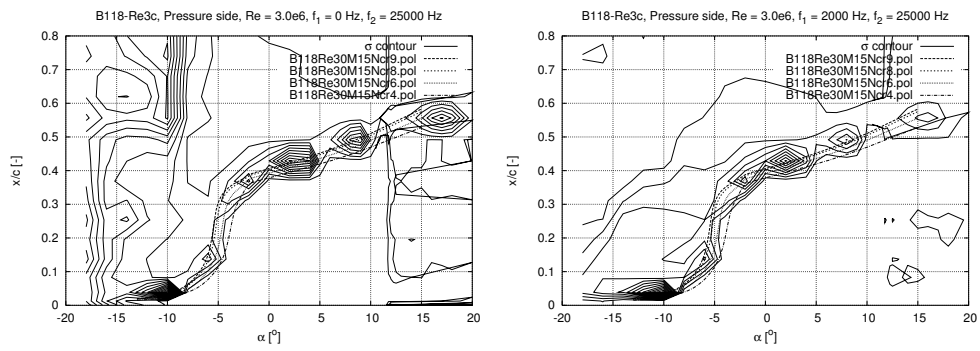 B118-Re3c, Pressure side, Re = 3.0e6, f1 = 0 Hz, f2 = 25000 Hz
0.8
0.7
0.6
0.5
0.4
0.3
0.2
0.1
0
x/c [-]
σ contour
B118Re30M15Ncr9.pol
B118Re30M15Ncr8.pol
B118Re30M15Ncr6.pol
B118Re30M15Ncr4.pol
-20 -15 -10 -5 0 5 10 15 20
α [°]
B118-Re3c, Pressure side, Re = 3.0e6, f1 = 2000 Hz, f2 = 25000 Hz
0.8
0.7
0.6
0.5
0.4
0.3
0.2
0.1
0
x/c [-]
σ contour
B118Re30M15Ncr9.pol
B118Re30M15Ncr8.pol
B118Re30M15Ncr6.pol
B118Re30M15Ncr4.pol
-20 -15 -10 -5 0 5 10 15 20
α [°]